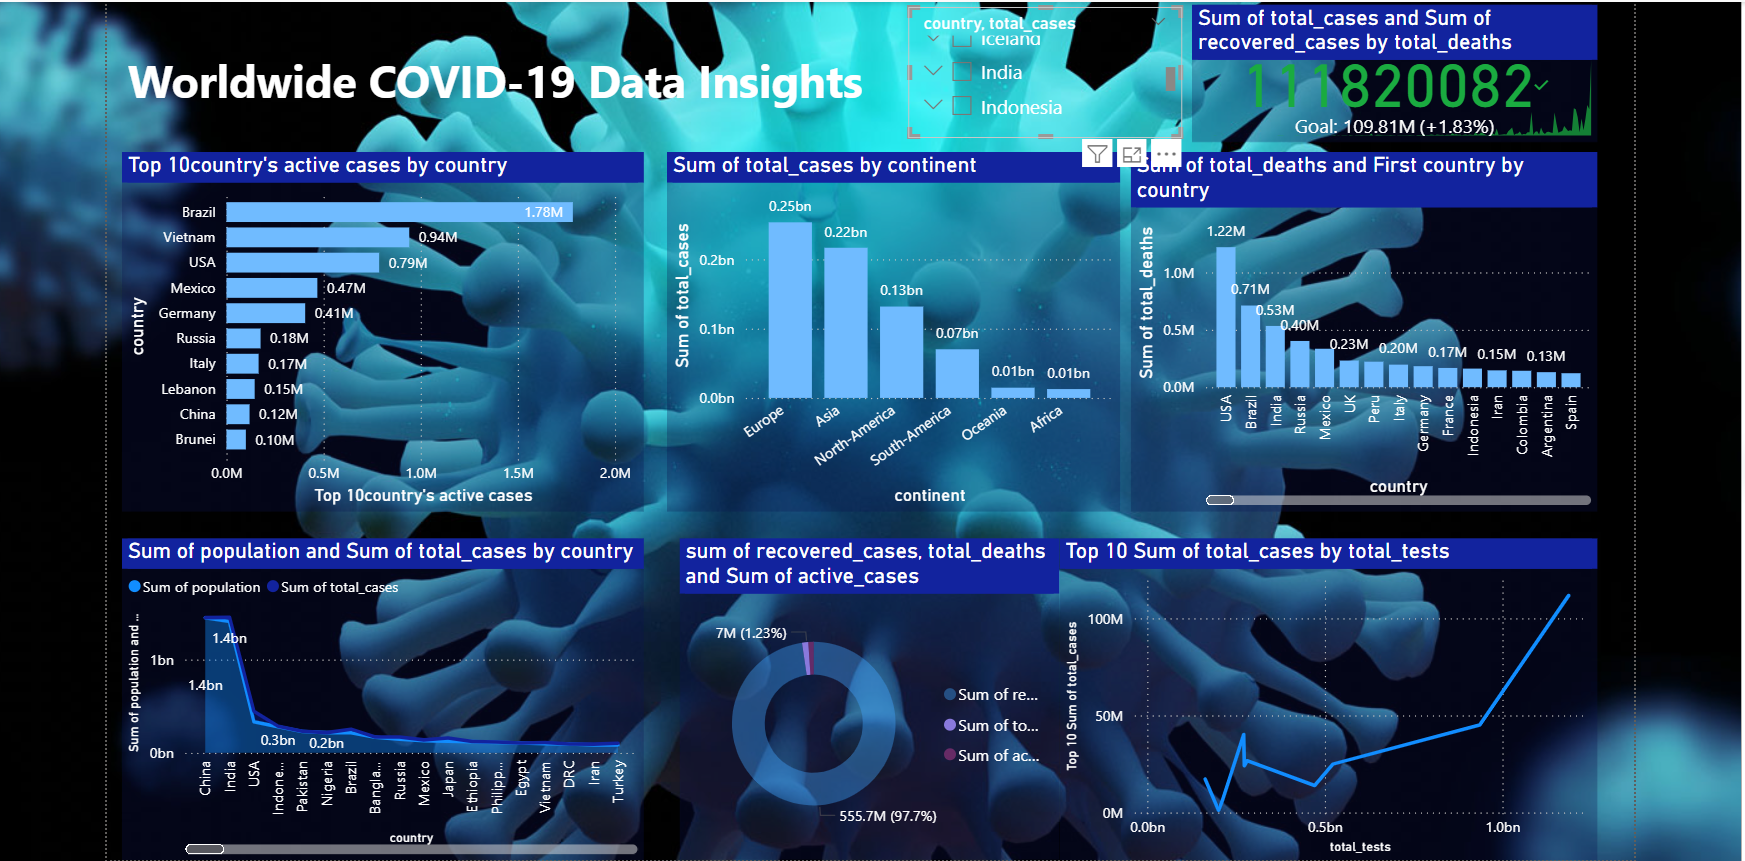 Worldwide COVID-19 Data Insights
country, total_cases
Iceland
India
Indonesia
Sum of total_cases and Sum of
recovered_cases by total_deaths
111820082
Goal: 109.81M (+1.83%)
Top 10country's active cases by country
country
Brazil
1.78M
Vietnam
0.94M
USA
0.79M
Mexico
0.47M
Germany
0.41M
Russia
0.18M
Italy
0.17M
Lebanon
0.15M
China
0.12M
Brunei
0.10M
0.0M 0.5M 1.0M 1.5M 2.0M
Top 10country's active cases
Sum of total_cases by continent
Sum of total_cases
0.2bn
0.1bn
0.0bn
0.25bn
0.22bn
0.13bn
0.07bn
0.01bn
0.01bn
Europe
Asia
North-America
South-America
Oceania
Africa
continent
Sum of total_deaths and First country by
country
Sum of total_deaths
1.0M
0.5M
0.0M
1.22M
0.71M
0.53M
0.40M
0.23M
0.20M
0.17M
0.15M
0.13M
USA
Brazil
India
Russia
Mexico
UK
Peru
Italy
Germany
France
Indonesia
Iran
Colombia
Argentina
Spain
country
Sum of population and Sum of total_cases by country
Sum of population Sum of total_cases
Sum of population and ...
1bn
0bn
1.4bn
1.4bn
0.3bn
0.2bn
China
India
USA
Indone...
Pakistan
Nigeria
Brazil
Bangla...
Russia
Mexico
Japan
Ethiopia
Philipp...
Egypt
Vietnam
DRC
Iran
Turkey
country
sum of recovered_cases, total_deaths
and Sum of active_cases
7M (1.23%)
555.7M (97.7%)
Sum of re...
Sum of to...
Sum of ac...
Top 10 Sum of total_cases by total_tests
Top 10 Sum of total_cases
100M
50M
0M
0.0bn 0.5bn 1.0bn
total_tests